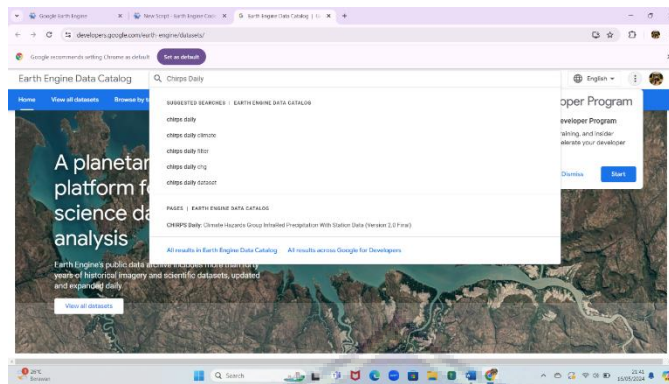 Google Earth Engine
New Script - Earth Engine Code
Earth Engine Data Catalog
developers.google.com/earth-engine/datasets/
Google recommends setting Chrome as default
Set as default
Earth Engine Data Catalog
Chirps Daily
English
Home View all datasets Browse by
SUGGESTED SEARCHES | EARTH ENGINE DATA CATALOG
chirps daily
chirps daily climate
chirps daily filter
chirps daily chg
chirps daily dataset
PAGES | EARTH ENGINE DATA CATALOG
CHIRPS Daily: Climate Hazards Group InfraRed Precipitation With Station Data (Version 2.0 Final)
All results in Earth Engine Data Catalog All results across Google for Developers
oper Program
eveloper Program
aining, and insider
elerate your developer
Dismiss Start
A planetar
platform f
science da
analysis
Earth Engine's public data archive includes more than forty
years of historical imagery and scientific datasets, updated
and expanded daily.
View all datasets
28°C
Berawan
Search
21:41
15/05/2024